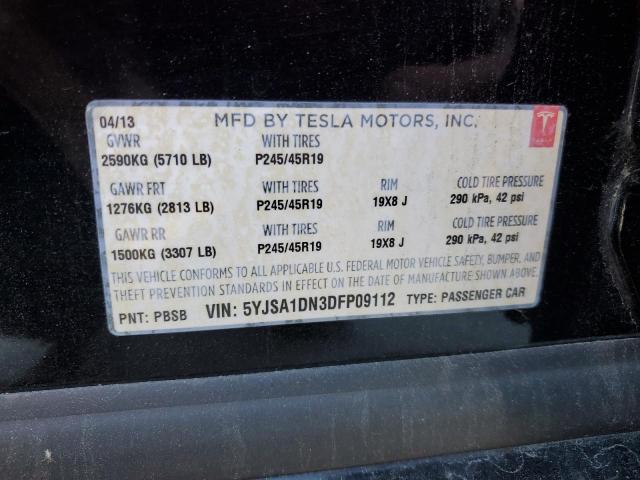 04/13 MFD BY TESLA MOTORS, INC.
GVWR WITH TIRES
2590KG (5710 LB) P245/45R19
GAWR FRT WITH TIRES RIM COLD TIRE PRESSURE
1276KG (2813 LB) P245/45R19 19X8 J 290 kPa, 42 psi
GAWR RR WITH TIRES RIM COLD TIRE PRESSURE
1500KG (3307 LB) P245/45R19 19X8 J 290 kPa, 42 psi
THIS VEHICLE CONFORMS TO ALL APPLICABLE U.S. FEDERAL MOTOR VEHICLE SAFETY, BUMPER, AND
THEFT PREVENTION STANDARDS IN EFFECT ON THE DATE OF MANUFACTURE SHOWN ABOVE.
PNT: PBSB VIN: 5YJSA1DN3DFP09112 TYPE: PASSENGER CAR